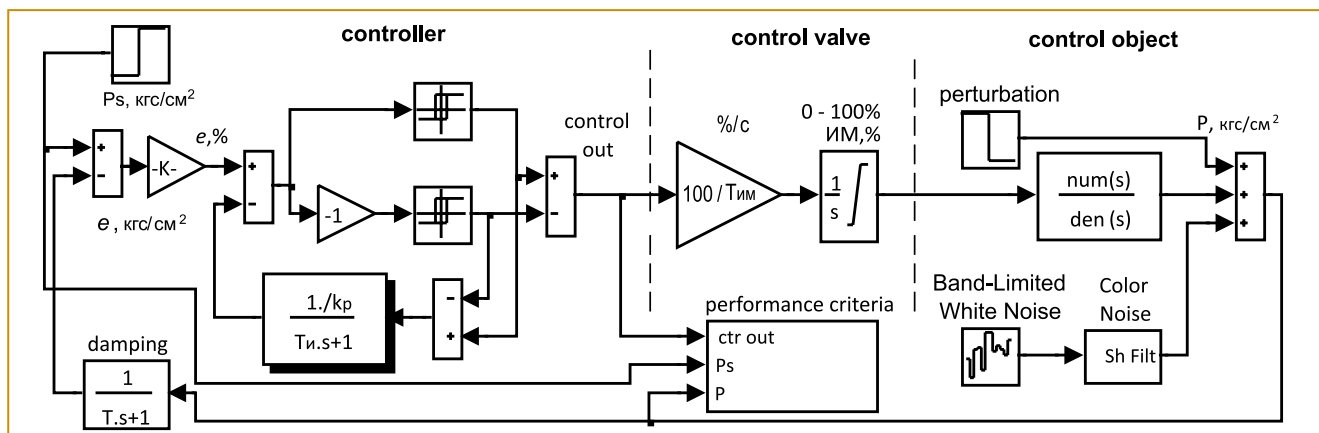 controller
control valve
control object
Ps, кгс/см²
+
−
-K-
e,%
e , кгс/см²
+
−
-1
+
−
control
out
1./kр
Tи.s+1
−
+
damping
1
T.s+1
%/с
100 / Tим
0 - 100%
ИМ,%
1
s
performance criteria
ctr out
Ps
P
perturbation
P, кгс/см²
num(s)
den (s)
+
+
+
Band-Limited
White Noise
Color
Noise
Sh Filt